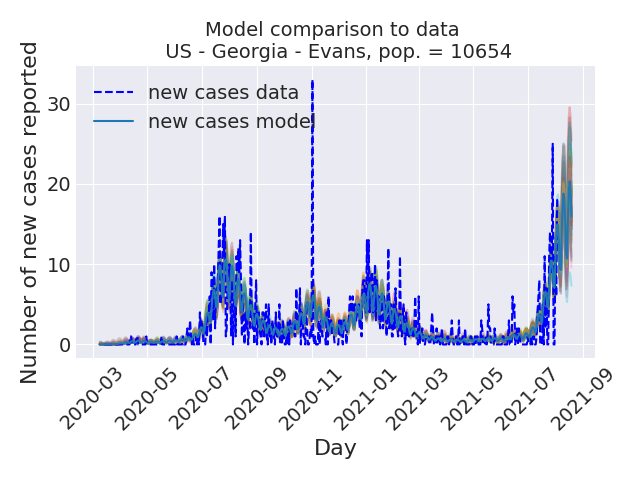 Model comparison to data
US - Georgia - Evans, pop. = 10654
Number of new cases reported
30
20
10
0
new cases data
new cases model
2020-03
2020-05
2020-07
2020-09
2020-11
2021-01
2021-03
2021-05
2021-07
2021-09
Day